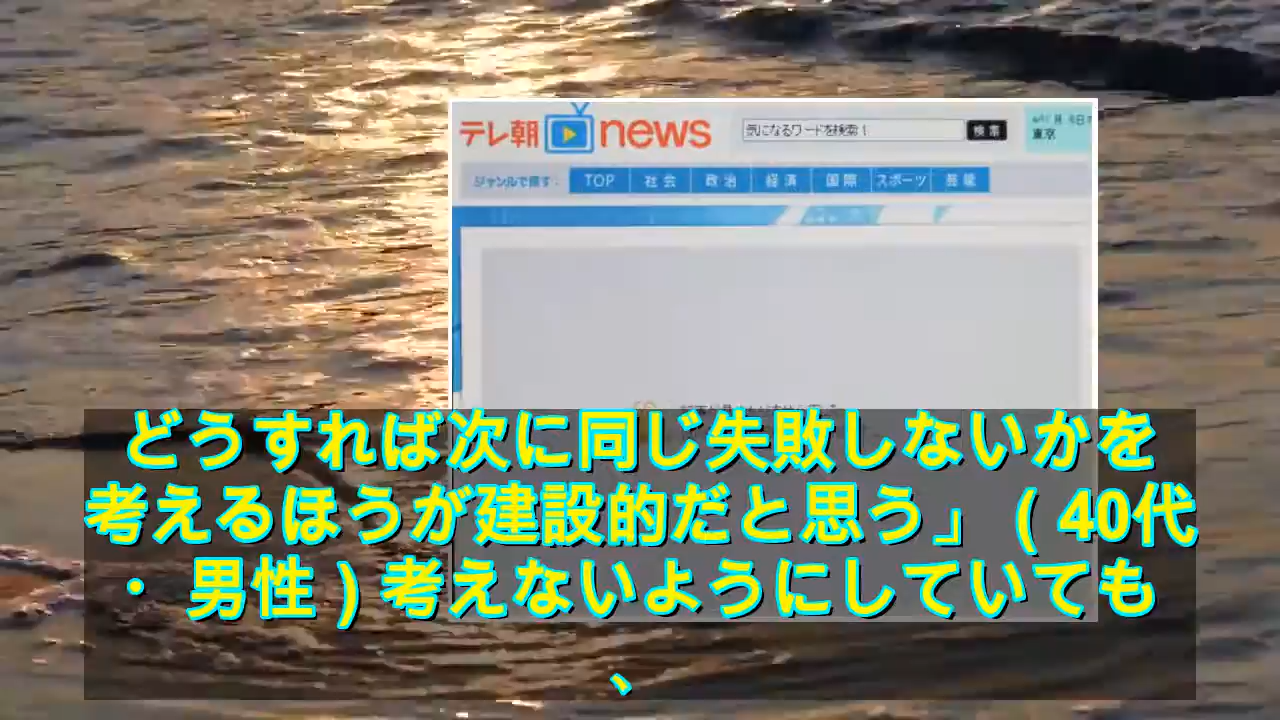 テレ朝 news
気になるワードを検索！
検索
東京
ジャンルで探す：
TOP 社会 政治 経済 国際 スポーツ 芸能
どうすれば次に同じ失敗しないかを
考えるほうが建設的だと思う」（40代
・男性）考えないようにしていても
、